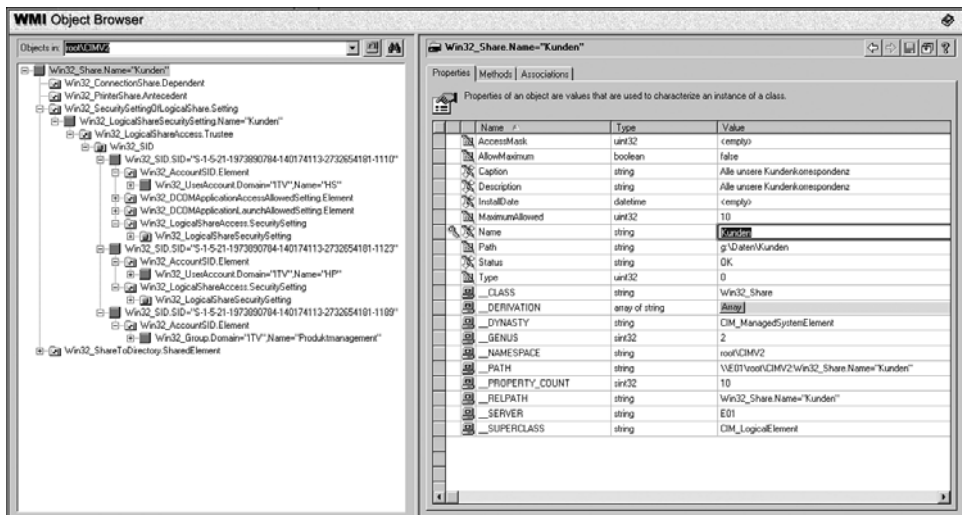 WMI Object Browser
Objects in: root\CIMV2
Win32_Share.Name="Kunden"
Win32_ConnectionShare.Dependent
Win32_PrinterShare.Antecedent
Win32_SecuritySettingOfLogicalShare.Setting
Win32_LogicalShareSecuritySetting.Name="Kunden"
Win32_LogicalShareAccess.Trustee
Win32_SID
Win32_SID.SID="S-1-5-21-1973890784-140174113-2732654181-1110"
Win32_AccountSID.Element
Win32_UserAccount.Domain="ITV",Name="HS"
Win32_DCOMApplicationAccessAllowedSetting.Element
Win32_DCOMApplicationLaunchAllowedSetting.Element
Win32_LogicalShareAccess.SecuritySetting
Win32_LogicalShareSecuritySetting
Win32_SID.SID="S-1-5-21-1973890784-140174113-2732654181-1123"
Win32_AccountSID.Element
Win32_UserAccount.Domain="ITV",Name="HP"
Win32_LogicalShareAccess.SecuritySetting
Win32_LogicalShareSecuritySetting
Win32_SID.SID="S-1-5-21-1973890784-140174113-2732654181-1109"
Win32_AccountSID.Element
Win32_Group.Domain="ITV",Name="Produktmanagement"
Win32_ShareToDirectory.SharedElement
Win32_Share.Name="Kunden"
Properties Methods Associations
Properties of an object are values that are used to characterize an instance of a class.
Name Type Value
AccessMask uint32 <empty>
AllowMaximum boolean false
Caption string Alle unsere Kundenkorrespondenz
Description string Alle unsere Kundenkorrespondenz
InstallDate datetime <empty>
MaximumAllowed uint32 10
Name string Kunden
Path string g:\Daten\Kunden
Status string OK
Type uint32 0
__CLASS string Win32_Share
__DERIVATION array of string Array
__DYNASTY string CIM_ManagedSystemElement
__GENUS sint32 2
__NAMESPACE string root\CIMV2
__PATH string \\E01\root\CIMV2:Win32_Share.Name="Kunden"
__PROPERTY_COUNT sint32 10
__RELPATH string Win32_Share.Name="Kunden"
__SERVER string E01
__SUPERCLASS string CIM_LogicalElement